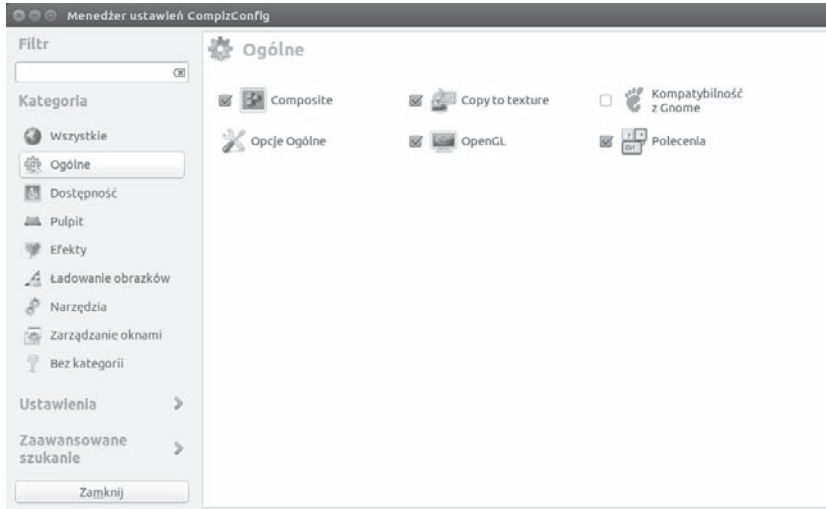 Menedżer ustawień CompizConfig
Filtr
Kategoria
Wszystkie
Ogólne
Dostępność
Pulpit
Efekty
Ładowanie obrazków
Narzędzia
Zarządzanie oknami
Bez kategorii
Ustawienia
Zaawansowane
szukanie
Zamknij
Ogólne
Composite
Copy to texture
Kompatybilność
z Gnome
Opcje Ogólne
OpenGL
Polecenia